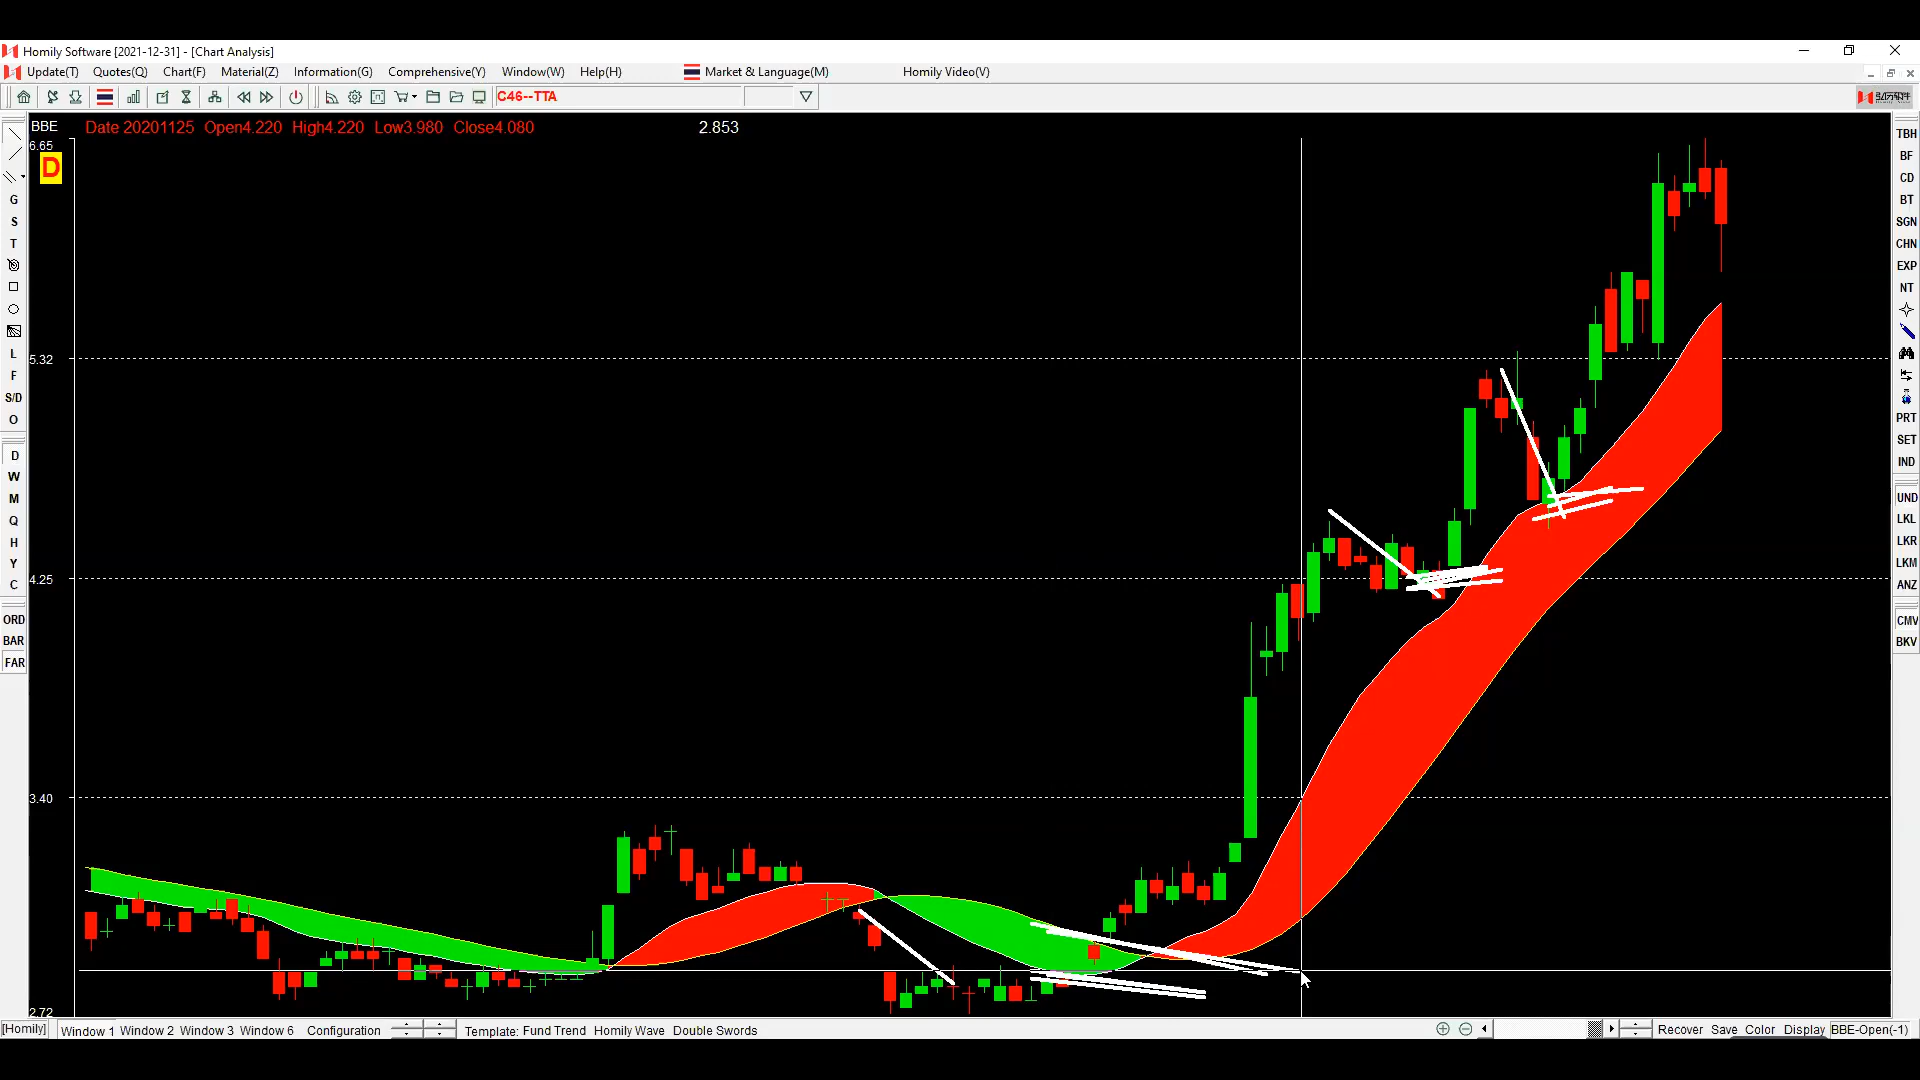 Homily Software [2021-12-31] - [Chart Analysis]
Update(T) Quotes(Q) Chart(F) Material(Z) Information(G) Comprehensive(Y) Window(W) Help(H) Market & Language(M) Homily Video(V)
C46--TTA
BBE Date 20201125 Open4.220 High4.220 Low3.980 Close4.080 2.853
6.65
D
5.32
4.25
3.40
2.72
G
S
T
L
F
S/D
O
D
W
M
Q
H
Y
C
ORD
BAR
FAR
TBH
BF
CD
BT
SGN
CHN
EXP
NT
PRT
SET
IND
UND
LKL
LKR
LKM
ANZ
CMV
BKV
[Homily] Window 1 Window 2 Window 3 Window 6 Configuration Template: Fund Trend Homily Wave Double Swords Recover Save Color Display BBE-Open(-1)